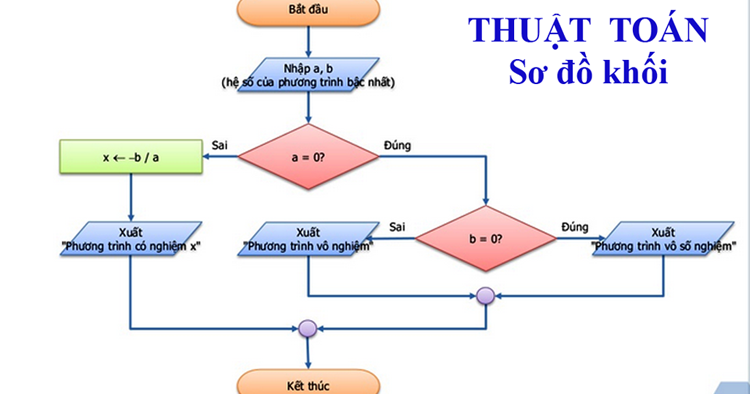 Bắt đầu
THUẬT TOÁN
Sơ đồ khối
Nhập a, b
(hệ số của phương trình bậc nhất)
Sai
Đúng
x ← –b / a
a = 0?
Xuất
"Phương trình có nghiệm x"
Xuất
"Phương trình vô nghiệm"
Sai
b = 0?
Đúng
Xuất
"Phương trình vô số nghiệm"
Kết thúc